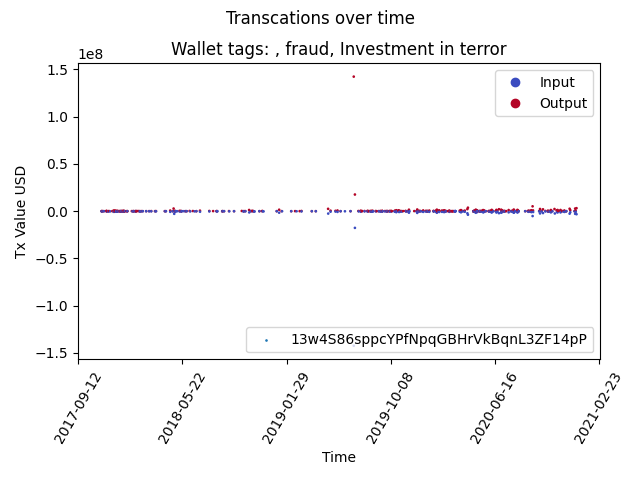 Transcations over time
Wallet tags: , fraud, Investment in terror
1e8
1.5
1.0
0.5
0.0
−0.5
−1.0
−1.5
Tx Value USD
Input
Output
13w4S86sppcYPfNpqGBHrVkBqnL3ZF14pP
2017-09-12
2018-05-22
2019-01-29
2019-10-08
2020-06-16
2021-02-23
Time